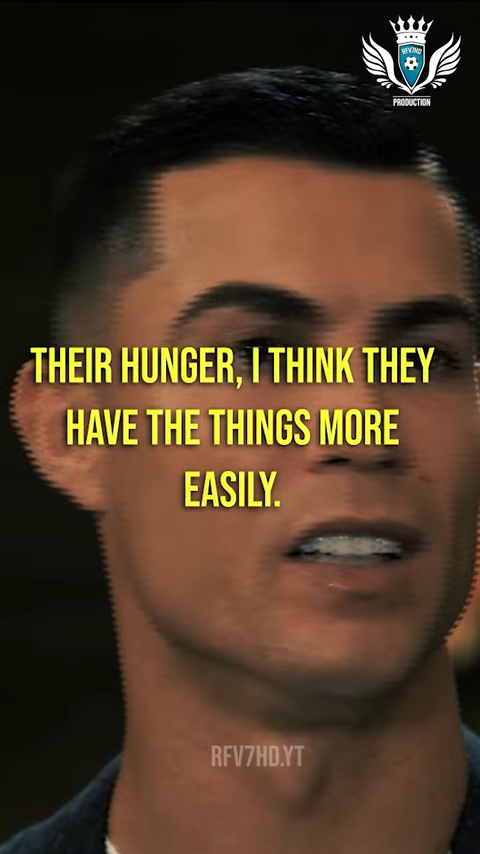 RFV7HD
PRODUCTION
THEIR HUNGER, I THINK THEY
HAVE THE THINGS MORE
EASILY.
RFV7HD.YT